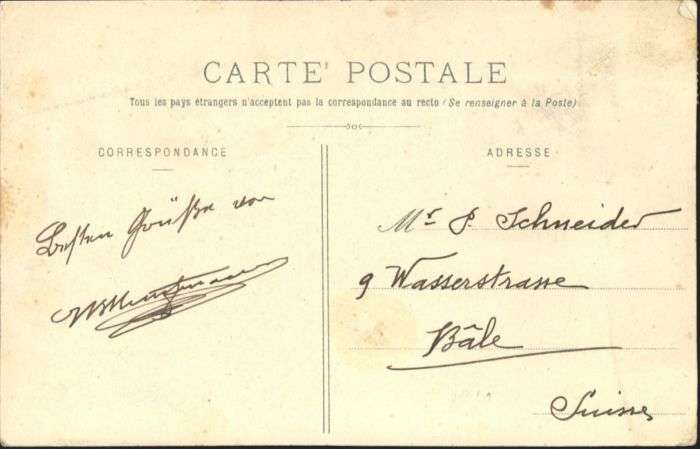 CARTE POSTALE
Tous les pays étrangers n'acceptent pas la correspondance au recto (Se renseigner à la Poste)
CORRESPONDANCE
Besten Grüße von
ADRESSE
Mr. Schneider
9 Wasserstrasse
Bâle
Suisse